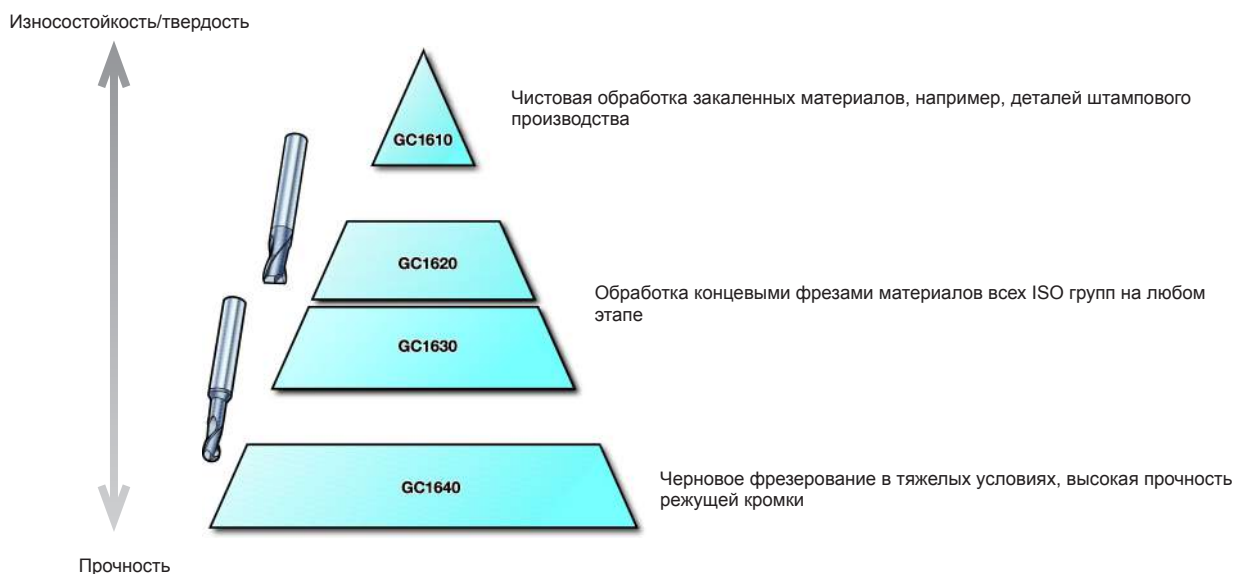 Износостойкость/твердость
Чистовая обработка закаленных материалов, например, деталей штампового
производства
GC1610
GC1620
Обработка концевыми фрезами материалов всех ISO групп на любом
этапе
GC1630
Черновое фрезерование в тяжелых условиях, высокая прочность
режущей кромки
GC1640
Прочность